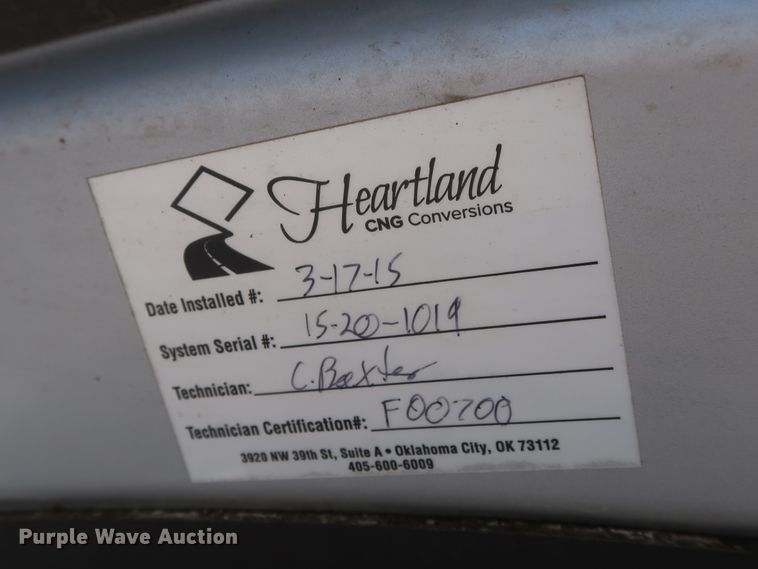 Heartland
CNG Conversions
Date Installed #: 3-17-15
System Serial #: 15-20-1019
Technician: C. Baxter
Technician Certification#: F00700
3920 NW 39th St, Suite A • Oklahoma City, OK 73112
405-600-6009
Purple Wave Auction